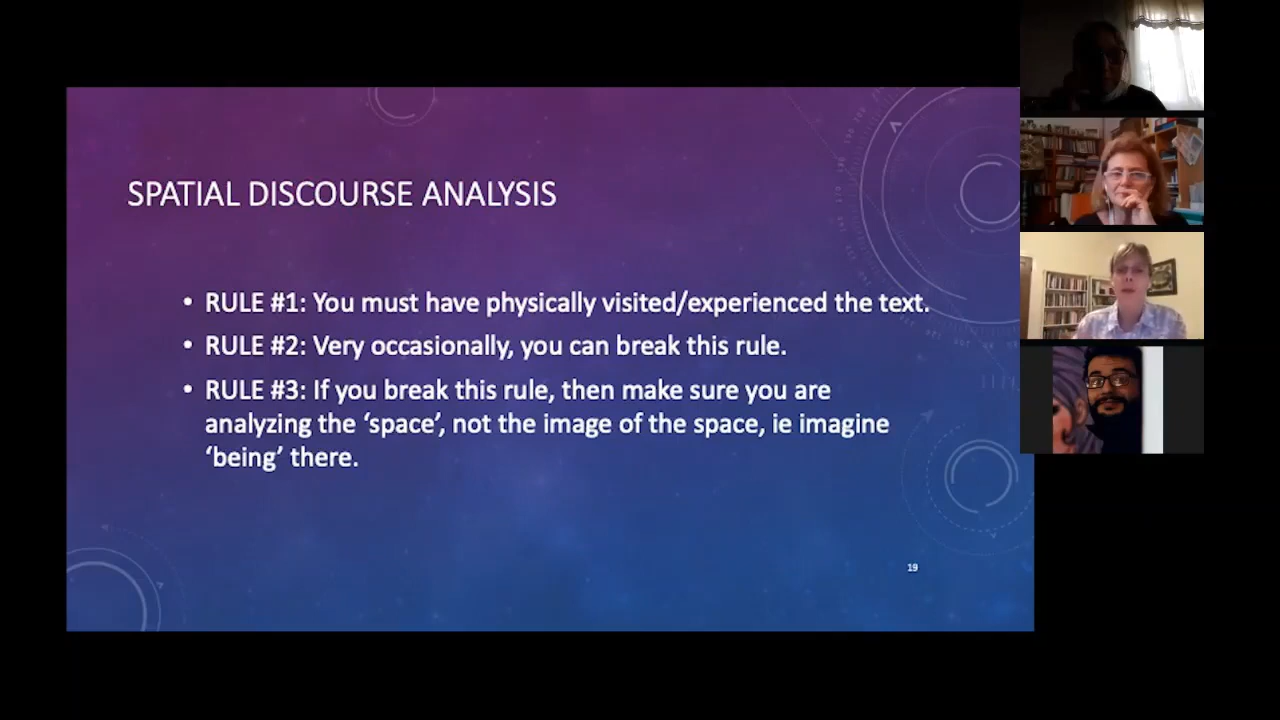 SPATIAL DISCOURSE ANALYSIS
• RULE #1: You must have physically visited/experienced the text.
• RULE #2: Very occasionally, you can break this rule.
• RULE #3: If you break this rule, then make sure you are
analyzing the ‘space’, not the image of the space, ie imagine
‘being’ there.
19